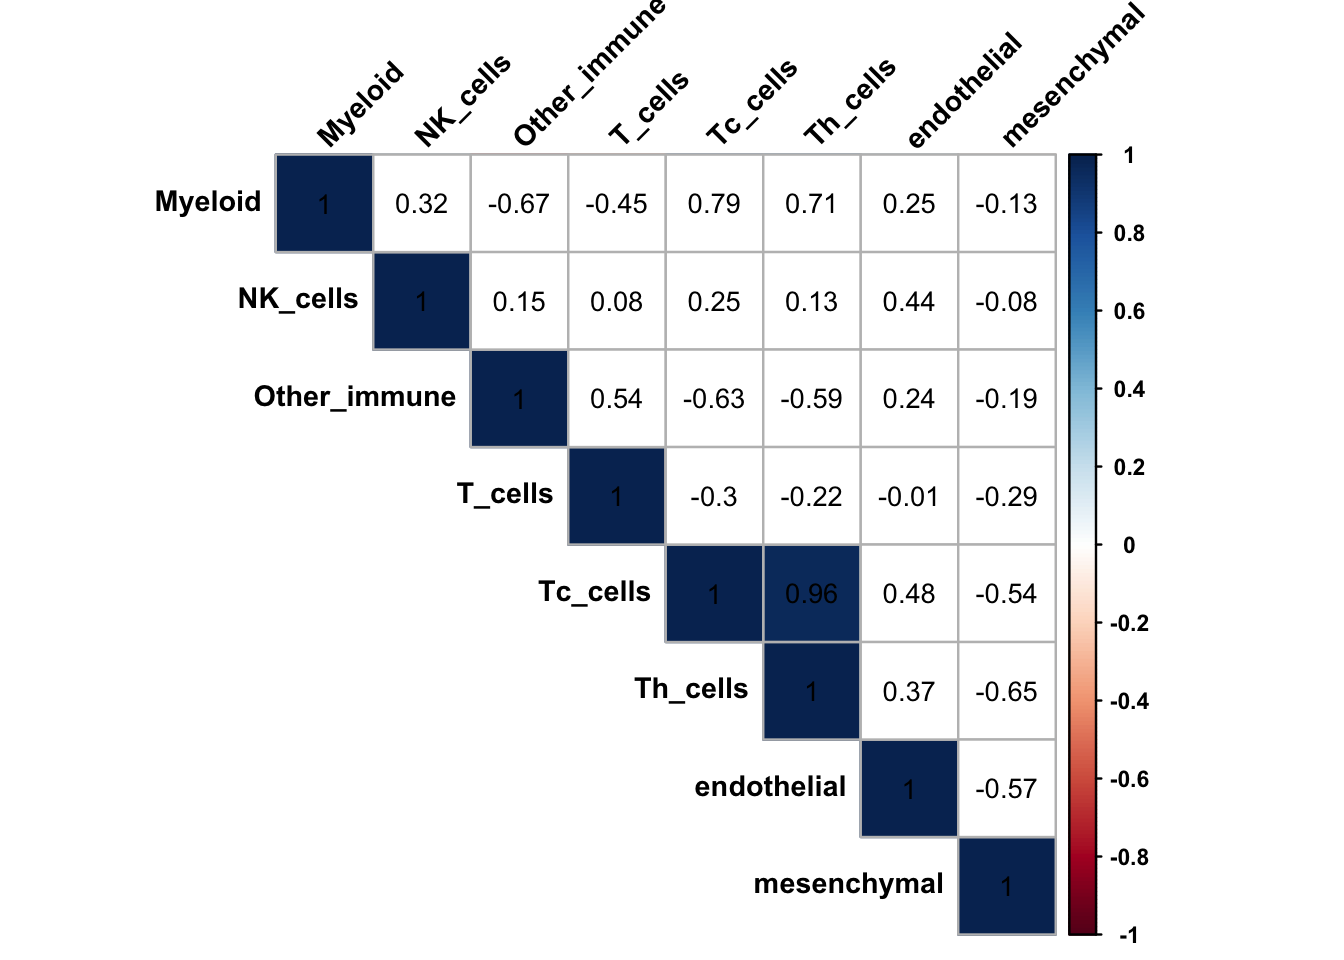 Myeloid NK_cells Other_immune T_cells Tc_cells Th_cells endothelial mesenchymal
Myeloid 1 0.32 -0.67 -0.45 0.79 0.71 0.25 -0.13
NK_cells 1 0.15 0.08 0.25 0.13 0.44 -0.08
Other_immune 1 0.54 -0.63 -0.59 0.24 -0.19
T_cells 1 -0.3 -0.22 -0.01 -0.29
Tc_cells 1 0.96 0.48 -0.54
Th_cells 1 0.37 -0.65
endothelial 1 -0.57
mesenchymal 1
1
0.8
0.6
0.4
0.2
0
-0.2
-0.4
-0.6
-0.8
-1